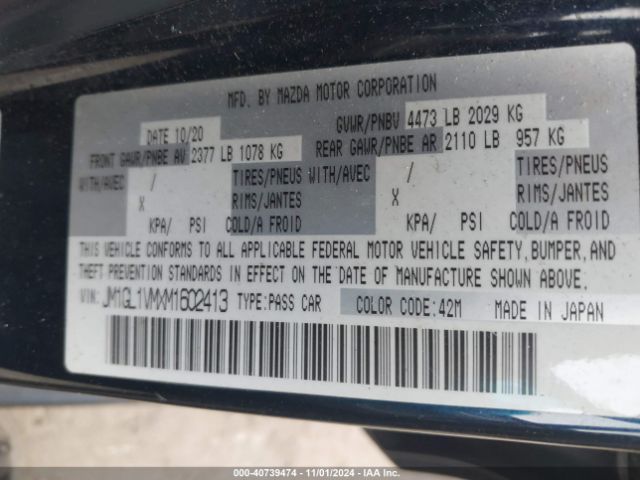 MFD. BY MAZDA MOTOR CORPORATION
DATE 10/20 GVWR/PNBV 4473 LB 2029 KG
FRONT GAWR/PNBE AV 2377 LB 1078 KG REAR GAWR/PNBE AR 2110 LB 957 KG
WITH/AVEC / TIRES/PNEUS WITH/AVEC / TIRES/PNEUS
X RIMS/JANTES X RIMS/JANTES
KPA/ PSI COLD/A FROID KPA/ PSI COLD/A FROID
THIS VEHICLE CONFORMS TO ALL APPLICABLE FEDERAL MOTOR VEHICLE SAFETY, BUMPER, AND
THEFT PREVENTION STANDARDS IN EFFECT ON THE DATE OF MANUFACTURE SHOWN ABOVE.
VIN: JM1GL1VMXM1602413 TYPE:PASS CAR COLOR CODE:42M MADE IN JAPAN
© IAA - 40739474 | 11/01/2024 - IAA, Inc.